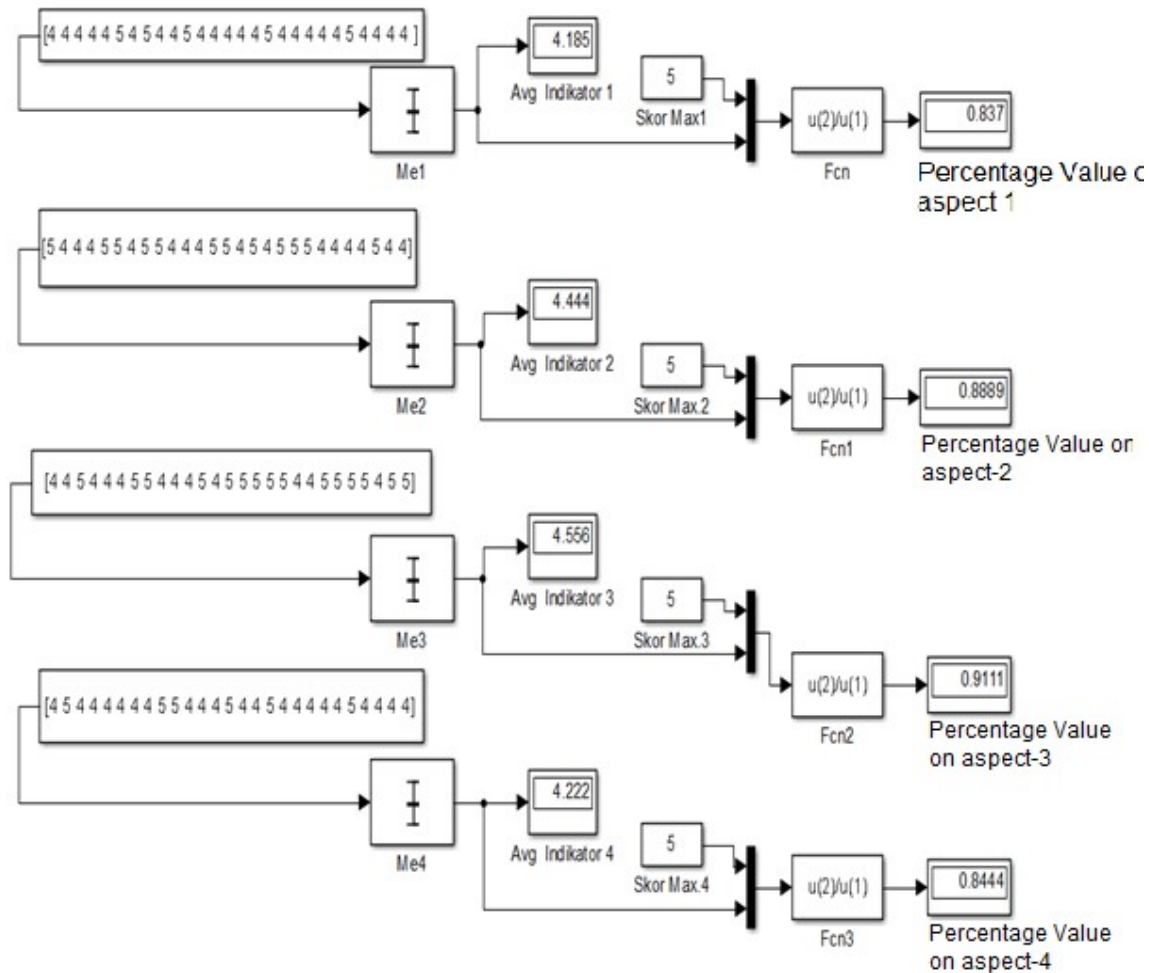 [4 4 4 4 4 5 4 5 4 4 5 4 4 4 4 4 5 4 4 4 4 4 5 4 4 4 4 ]
Me1
4.185
Avg Indikator 1
5
Skor Max1
u(2)/u(1)
Fcn
0.837
Percentage Value
aspect 1
[5 4 4 4 5 5 4 5 5 4 4 4 5 5 4 5 4 5 5 5 4 4 4 4 5 4 4]
Me2
4.444
Avg Indikator 2
5
Skor Max.2
u(2)/u(1)
Fcn1
0.8889
Percentage Value on
aspect-2
[4 4 5 4 4 4 5 5 4 4 4 5 4 5 5 5 5 5 4 4 5 5 5 5 4 5 5]
Me3
4.556
Avg Indikator 3
5
Skor Max.3
u(2)/u(1)
Fcn2
0.9111
Percentage Value
on aspect-3
[4 5 4 4 4 4 4 4 5 5 4 4 4 5 4 4 5 4 4 4 4 4 5 4 4 4 4]
Me4
4.222
Avg Indikator 4
5
Skor Max.4
u(2)/u(1)
Fcn3
0.8444
Percentage Value
on aspect-4